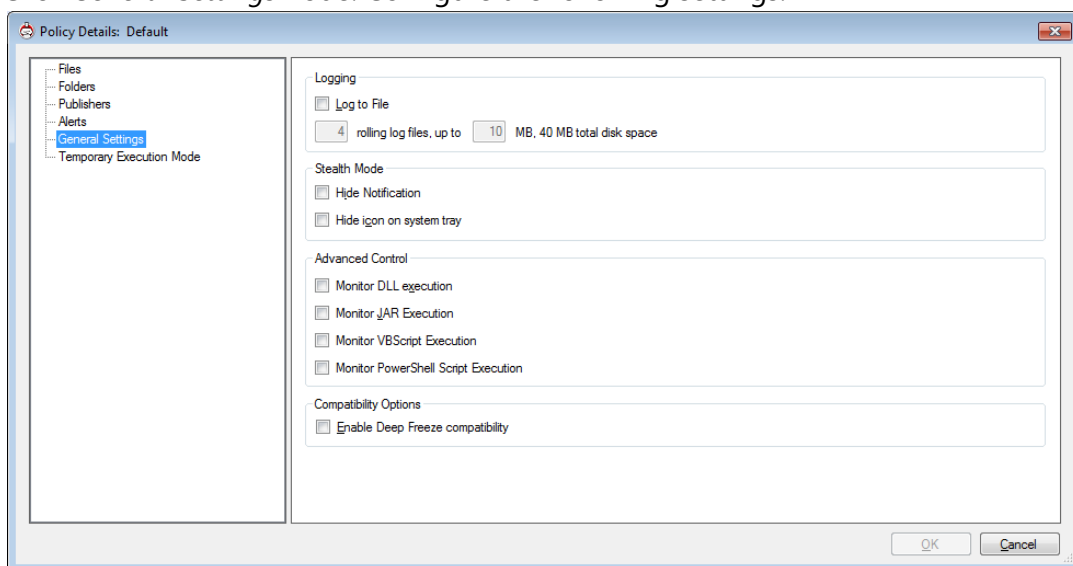 Policy Details: Default
Files
Folders
Publishers
Alerts
General Settings
Temporary Execution Mode
Logging
Log to File
4 rolling log files, up to 10 MB, 40 MB total disk space
Stealth Mode
Hide Notification
Hide icon on system tray
Advanced Control
Monitor DLL execution
Monitor JAR Execution
Monitor VBScript Execution
Monitor PowerShell Script Execution
Compatibility Options
Enable Deep Freeze compatibility
OK
Cancel